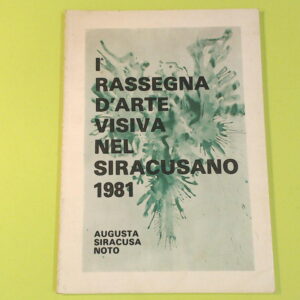 I
RASSEGNA
D'ARTE
VISIVA
NEL
SIRACUSANO
1981
AUGUSTA
SIRACUSA
NOTO